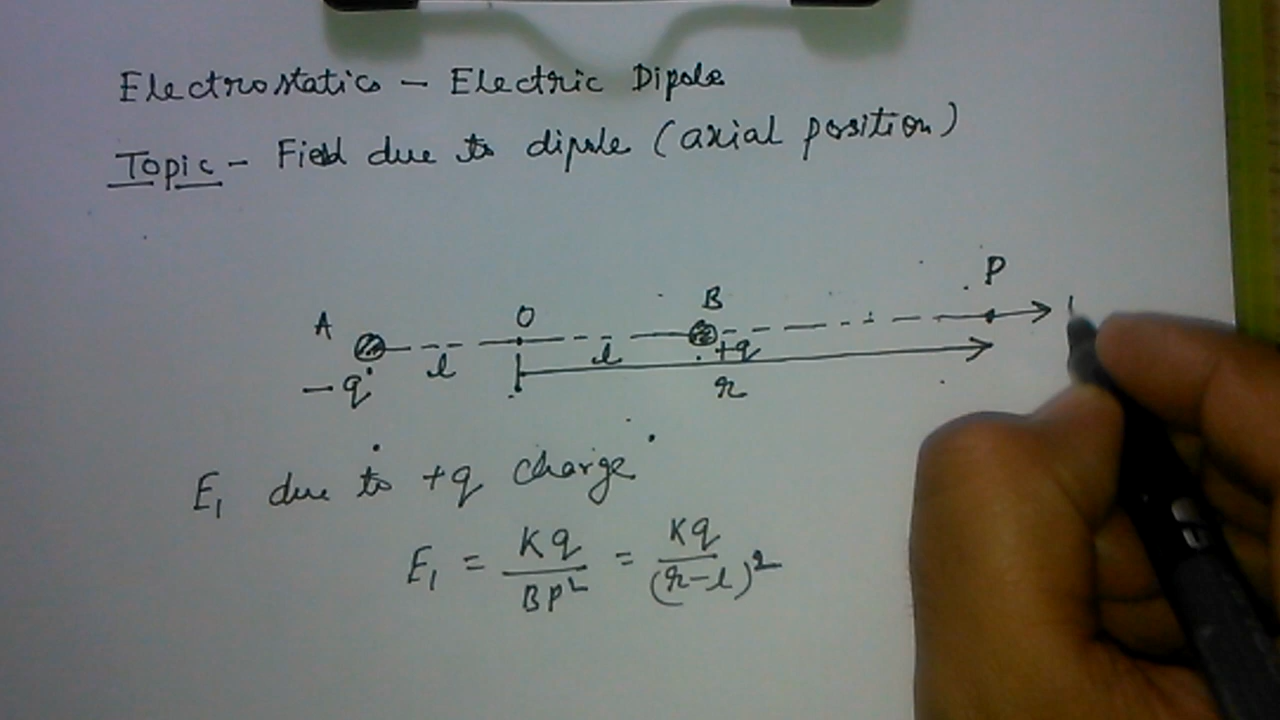 Electrostatics - Electric Dipole
Topic - Field due to dipole (axial position)
P
A O B
l l +q
-q r
E₁ due to +q charge
E₁ = Kq/BP² = Kq/(r-l)²